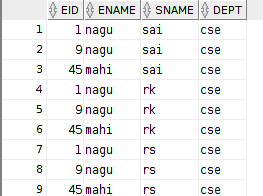 EID ENAME SNAME DEPT
1 1 nagu sai cse
2 9 nagu sai cse
3 45 mahi sai cse
4 1 nagu rk cse
5 9 nagu rk cse
6 45 mahi rk cse
7 1 nagu rs cse
8 9 nagu rs cse
9 45 mahi rs cse